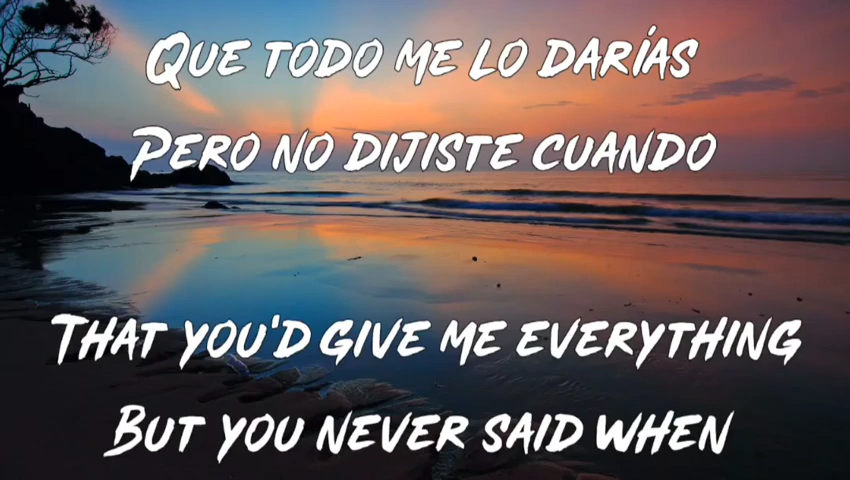 QUE TODO ME LO DARÍAS
PERO NO DIJISTE CUANDO
THAT YOU'D GIVE ME EVERYTHING
BUT YOU NEVER SAID WHEN